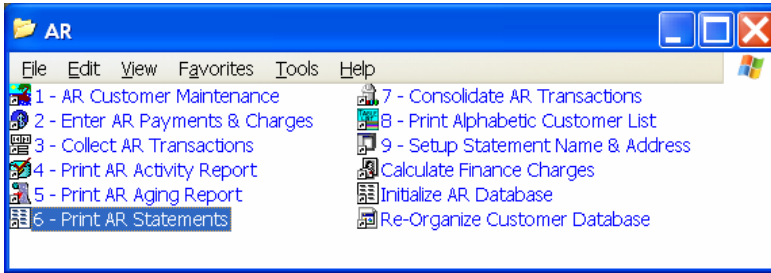 AR
File Edit View Favorites Tools Help
1 - AR Customer Maintenance
2 - Enter AR Payments & Charges
3 - Collect AR Transactions
4 - Print AR Activity Report
5 - Print AR Aging Report
6 - Print AR Statements
7 - Consolidate AR Transactions
8 - Print Alphabetic Customer List
9 - Setup Statement Name & Address
Calculate Finance Charges
Initialize AR Database
Re-Organize Customer Database